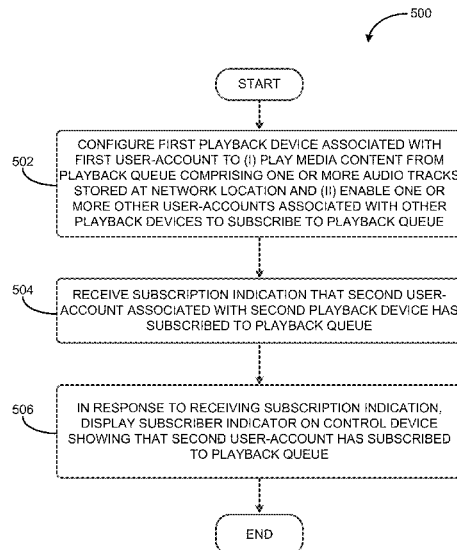 500
START
502
CONFIGURE FIRST PLAYBACK DEVICE ASSOCIATED WITH
FIRST USER-ACCOUNT TO (I) PLAY MEDIA CONTENT FROM
PLAYBACK QUEUE COMPRISING ONE OR MORE AUDIO TRACKS
STORED AT NETWORK LOCATION AND (II) ENABLE ONE OR
MORE OTHER USER-ACCOUNTS ASSOCIATED WITH OTHER
PLAYBACK DEVICES TO SUBSCRIBE TO PLAYBACK QUEUE
504
RECEIVE SUBSCRIPTION INDICATION THAT SECOND USER-
ACCOUNT ASSOCIATED WITH SECOND PLAYBACK DEVICE HAS
SUBSCRIBED TO PLAYBACK QUEUE
506
IN RESPONSE TO RECEIVING SUBSCRIPTION INDICATION,
DISPLAY SUBSCRIBER INDICATOR ON CONTROL DEVICE
SHOWING THAT SECOND USER-ACCOUNT HAS SUBSCRIBED
TO PLAYBACK QUEUE
END